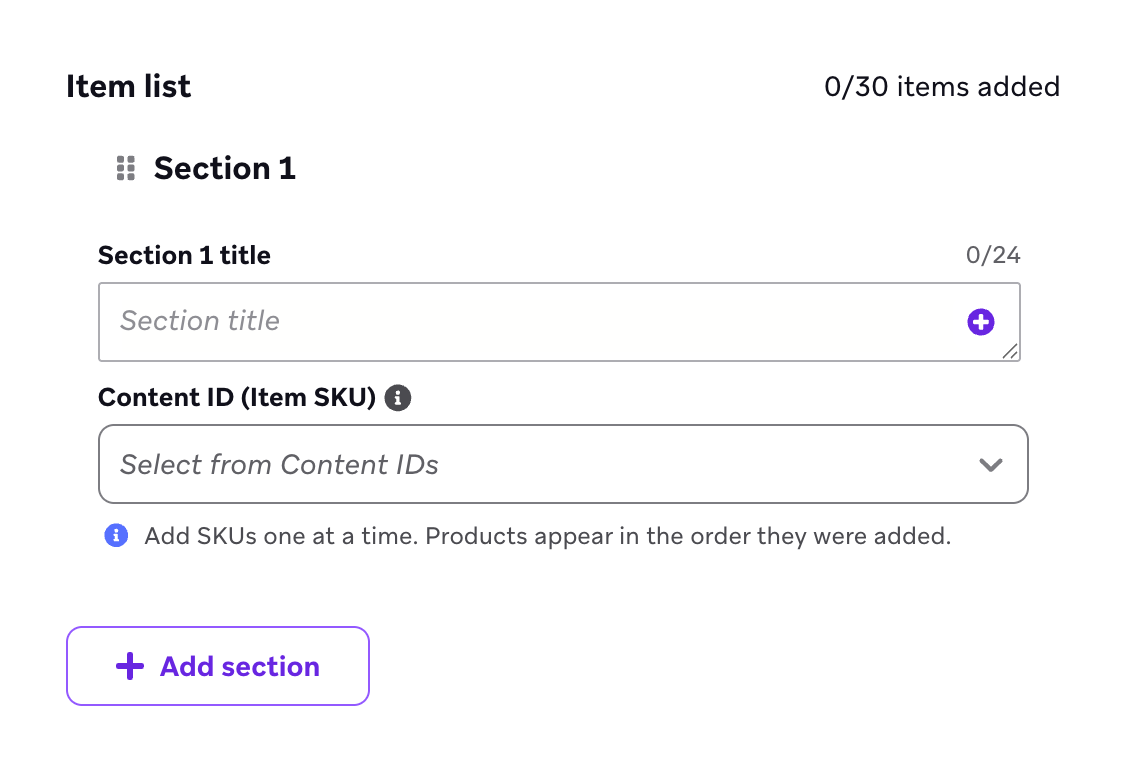 Item list
0/30 items added
Section 1
Section 1 title
0/24
Section title
Content ID (Item SKU)
Select from Content IDs
Add SKUs one at a time. Products appear in the order they were added.
Add section